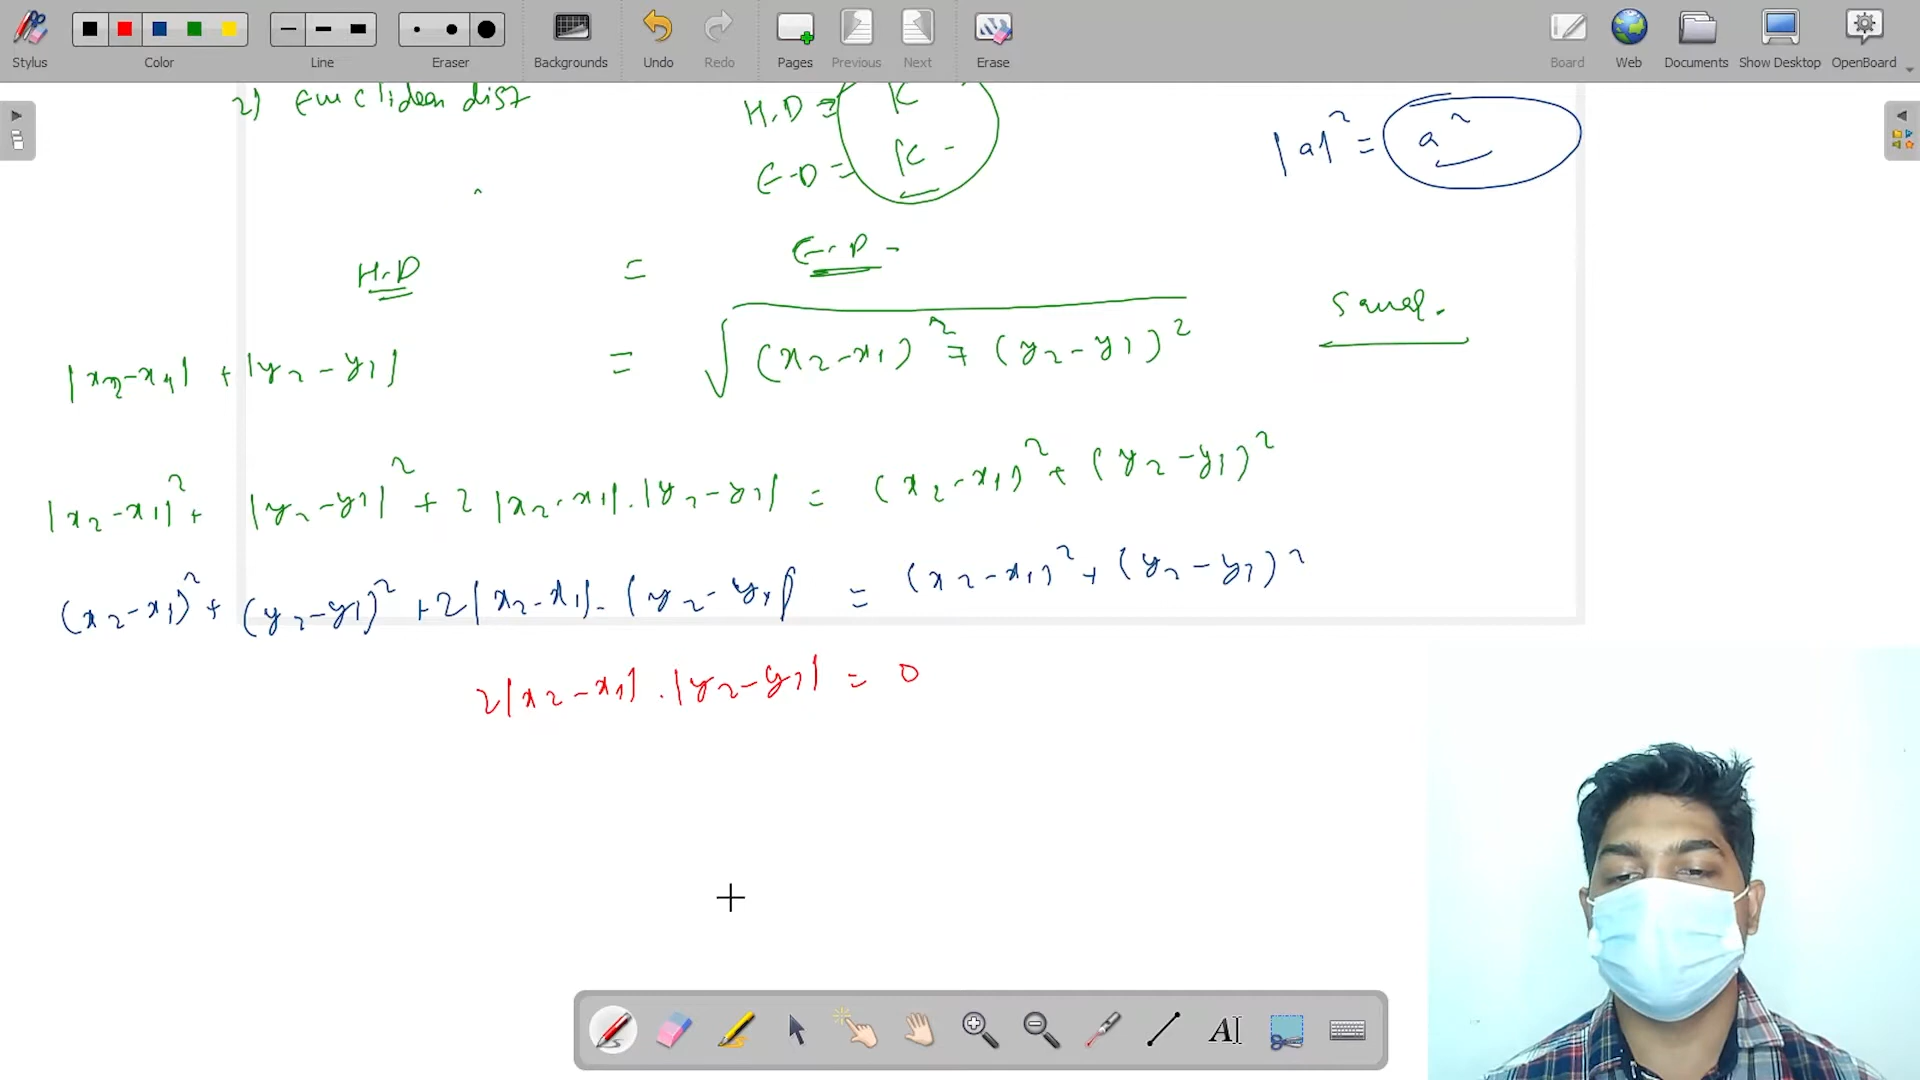 Stylus Color Line Eraser Backgrounds Undo Redo Pages Previous Next Erase Board Web Documents Show Desktop OpenBoard
2) Euclidean dist
H.D ⇒ K
E.D = K -
|a|² = a²
H.D = E.D -
|x2-x1| + |y2-y1| = √(x2-x1)² + (y2-y1)²
|x2-x1|² + |y2-y1|² + 2 |x2-x1|.|y2-y1| = (x2-x1)² + (y2-y1)²
(x2-x1)² + (y2-y1)² + 2|x2-x1|-|y2-y1| = (x2-x1)² + (y2-y1)²
2|x2-x1|.|y2-y1| = 0
AI